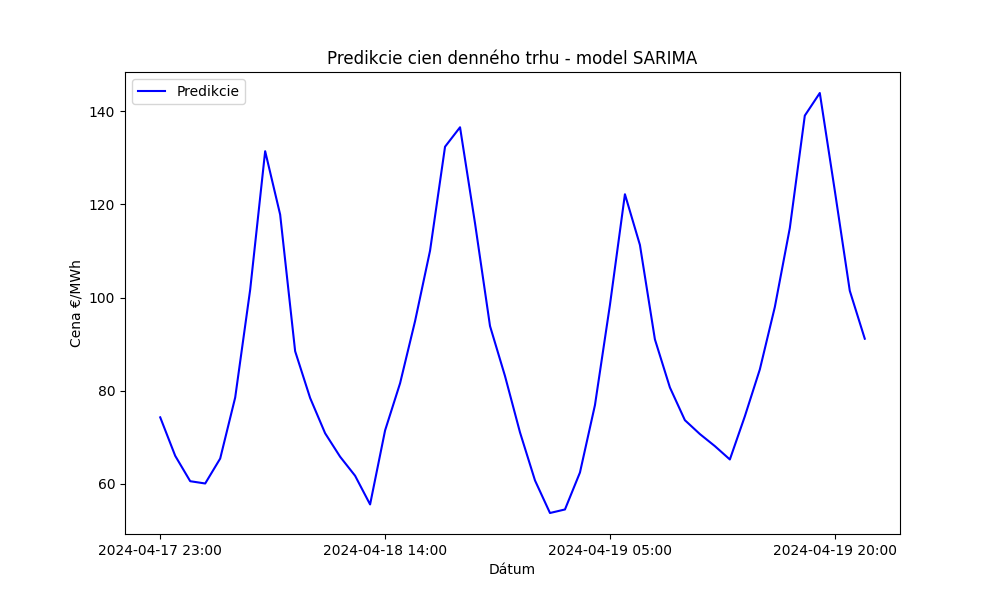 Predikcie cien denného trhu - model SARIMA
Predikcie
140
120
100
80
60
Cena €/MWh
2024-04-17 23:00
2024-04-18 14:00
2024-04-19 05:00
2024-04-19 20:00
Dátum